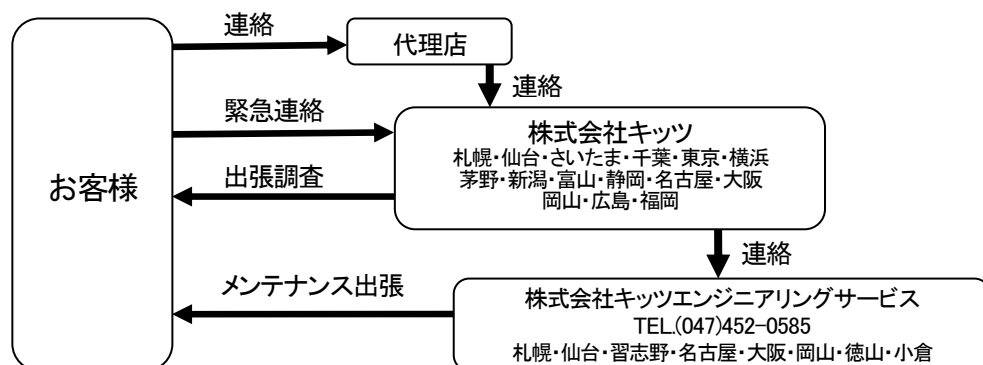 連絡
代理店
連絡
緊急連絡
株式会社キッツ
札幌・仙台・さいたま・千葉・東京・横浜
茅野・新潟・富山・静岡・名古屋・大阪
岡山・広島・福岡
お客様
出張調査
連絡
メンテナンス出張
株式会社キッツエンジニアリングサービス
TEL.(047)452-0585
札幌・仙台・習志野・名古屋・大阪・岡山・徳山・小倉